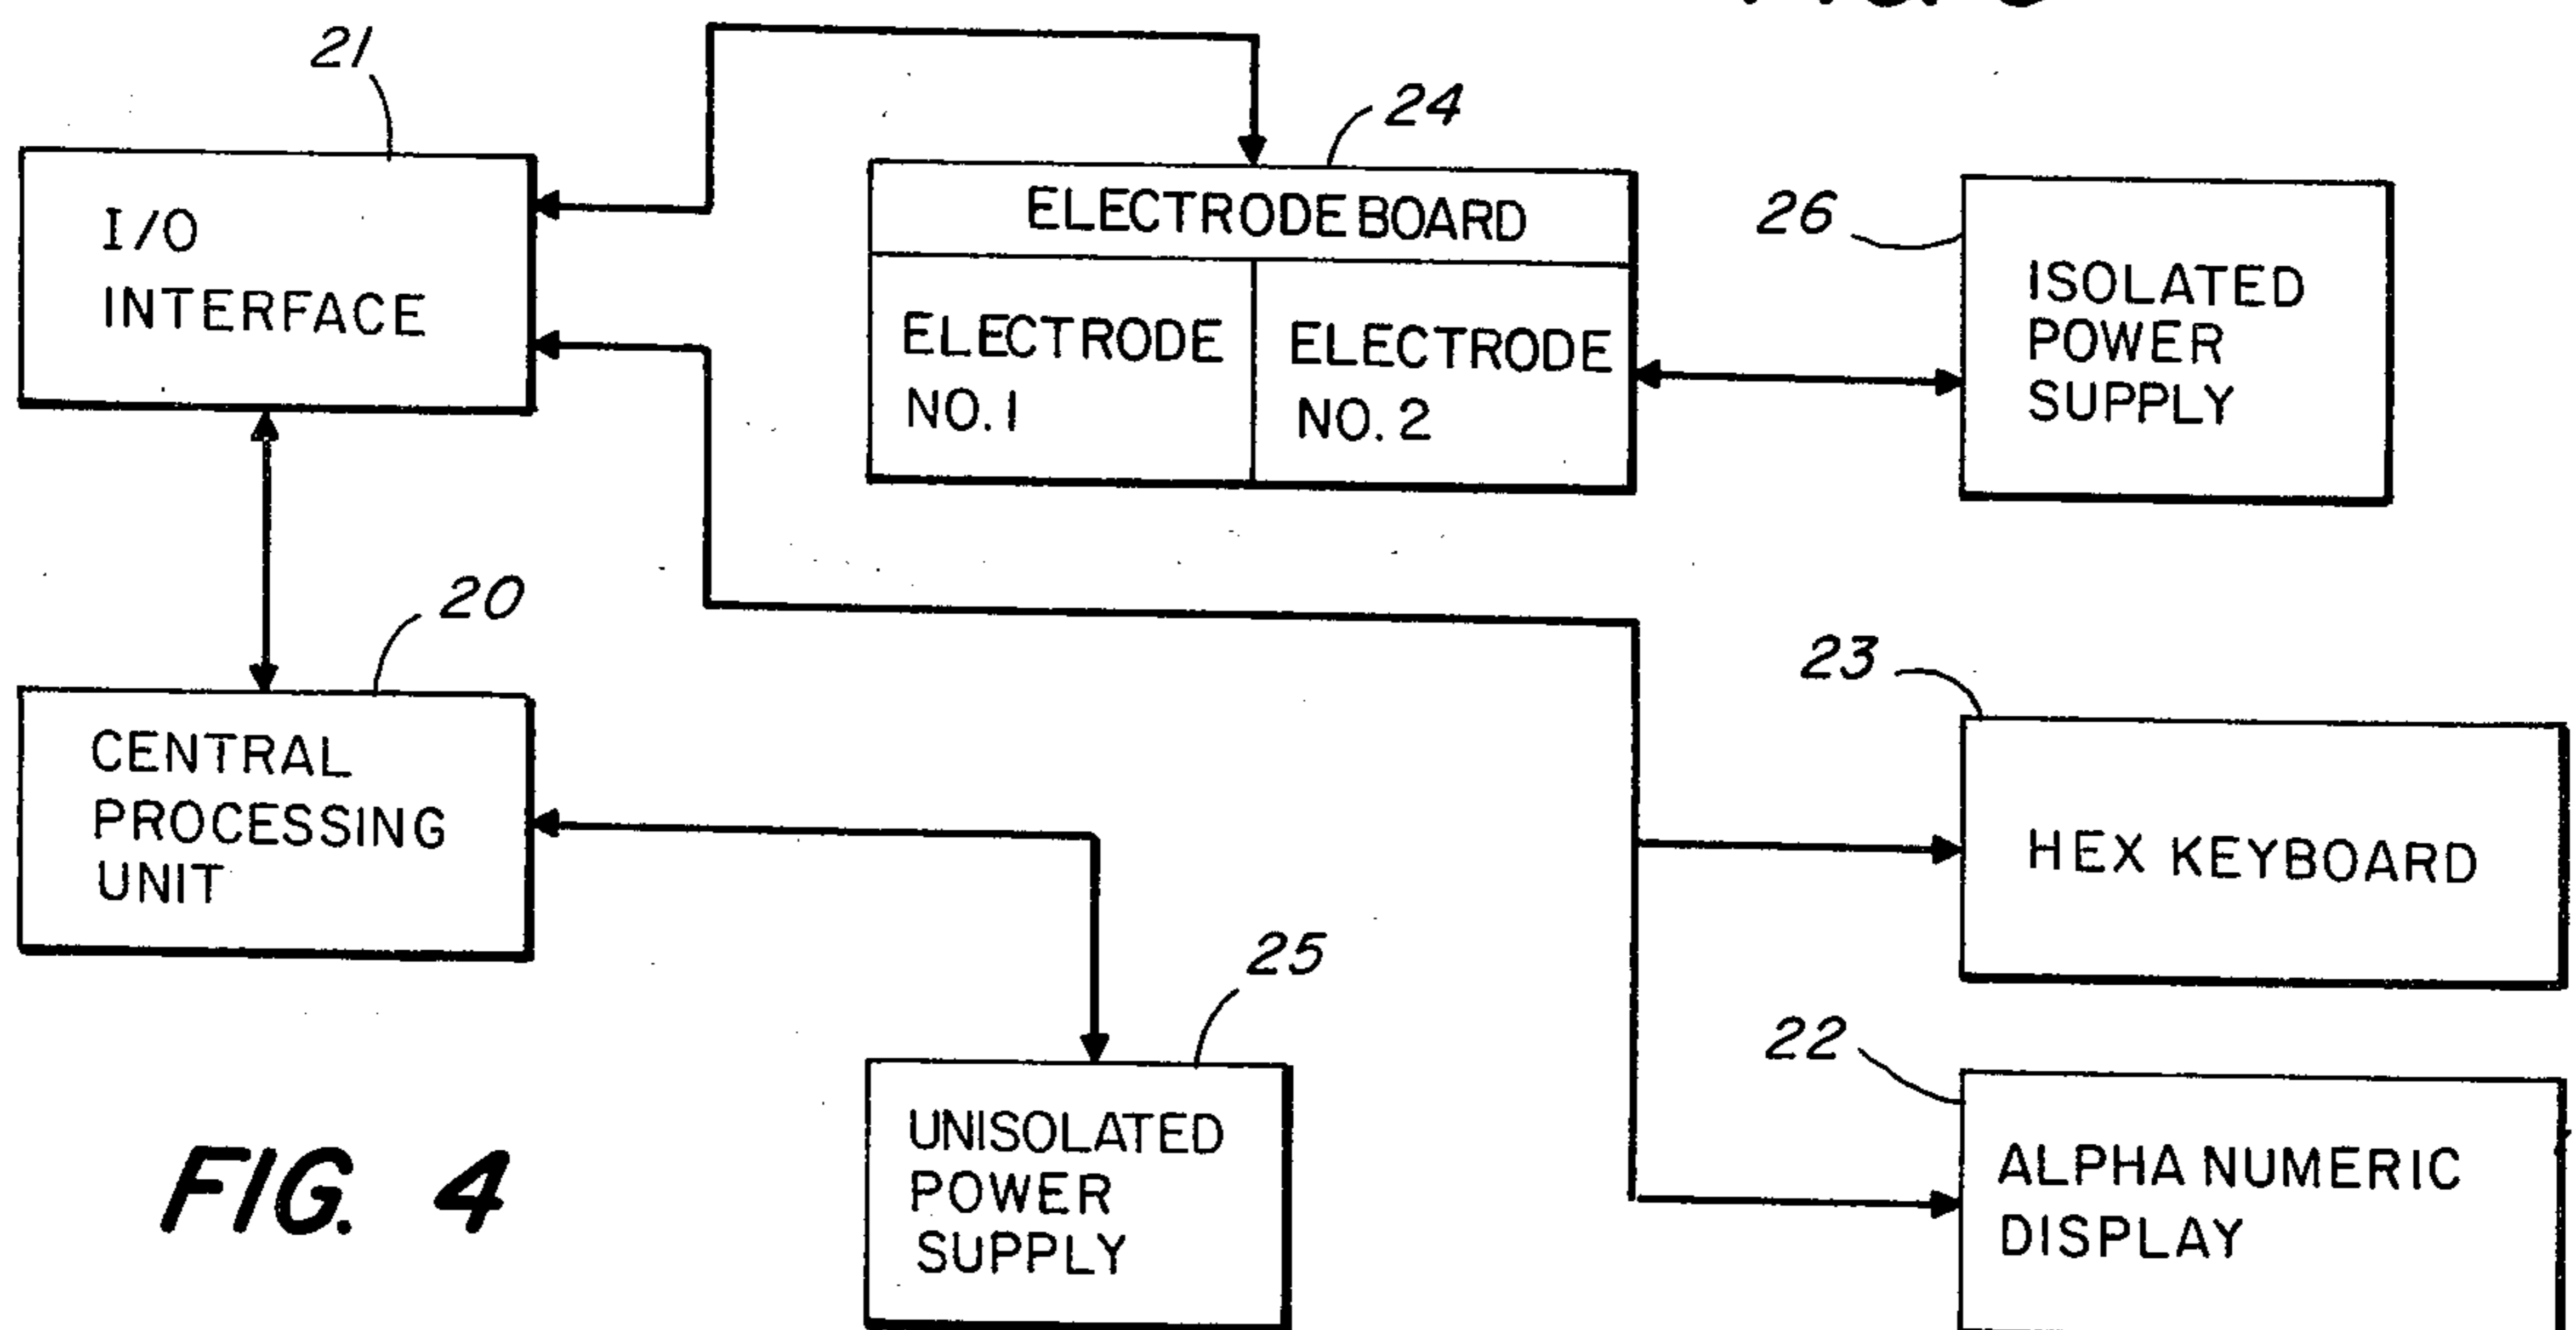 21
I/O
INTERFACE
24
ELECTRODE BOARD
ELECTRODE
NO. 1
ELECTRODE
NO. 2
26
ISOLATED
POWER
SUPPLY
20
CENTRAL
PROCESSING
UNIT
23
HEX KEYBOARD
25
UNISOLATED
POWER
SUPPLY
22
ALPHA NUMERIC
DISPLAY
FIG. 4